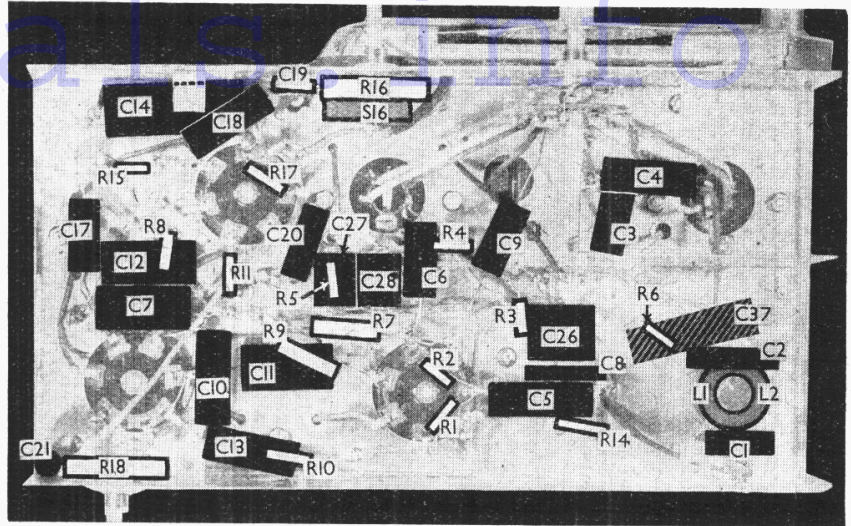 als.info
C19
R16
C14
S16
C18
R15
R17
C4
C17
R8
C20
C27
R4
C9
C3
C12
R11
C28
C6
R5
C7
R6
R3
C37
R9
R7
C26
R2
C8
C2
C11
C10
C5
L1
L2
R1
R14
C13
C1
C21
R18
R10